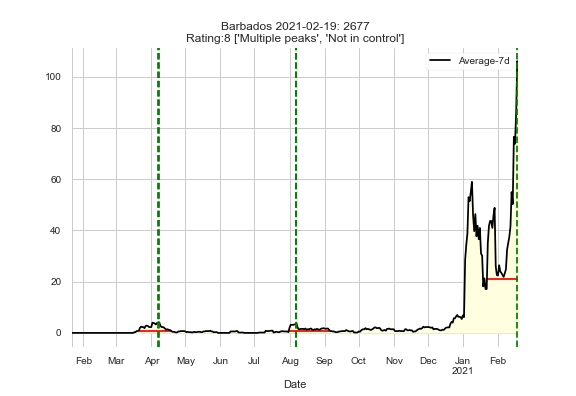 Barbados 2021-02-19: 2677
Rating:8 ['Multiple peaks', 'Not in control']
Average-7d
100
80
60
40
20
0
Feb Mar Apr May Jun Jul Aug Sep Oct Nov Dec Jan Feb
2021
Date